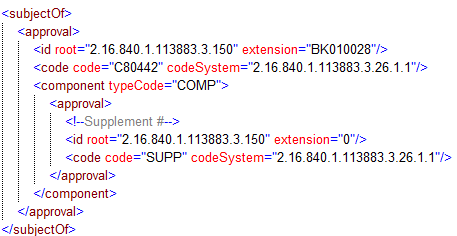 <subjectOf>
<approval>
<id root="2.16.840.1.113883.3.150" extension="BK010028"/>
<code code="C80442" codeSystem="2.16.840.1.113883.3.26.1.1"/>
<component typeCode="COMP">
<approval>
<!--Supplement #-->
<id root="2.16.840.1.113883.3.150" extension="0"/>
<code code="SUPP" codeSystem="2.16.840.1.113883.3.26.1.1"/>
</approval>
</component>
</approval>
</subjectOf>